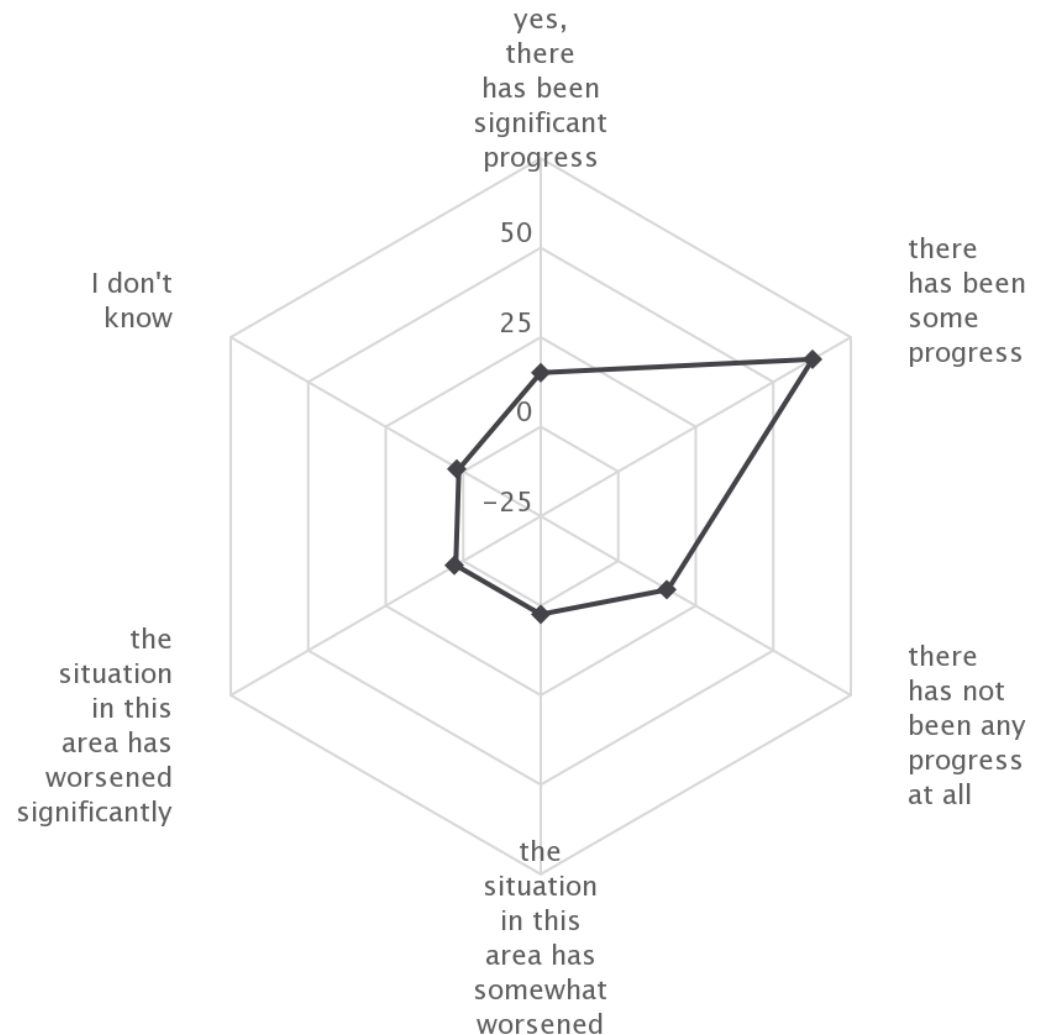 yes,
there
has been
significant
progress
there
has been
some
progress
there
has not
been any
progress
at all
the
situation
in this
area has
somewhat
worsened
the
situation
in this
area has
worsened
significantly
I don't
know
50
25
0
−25